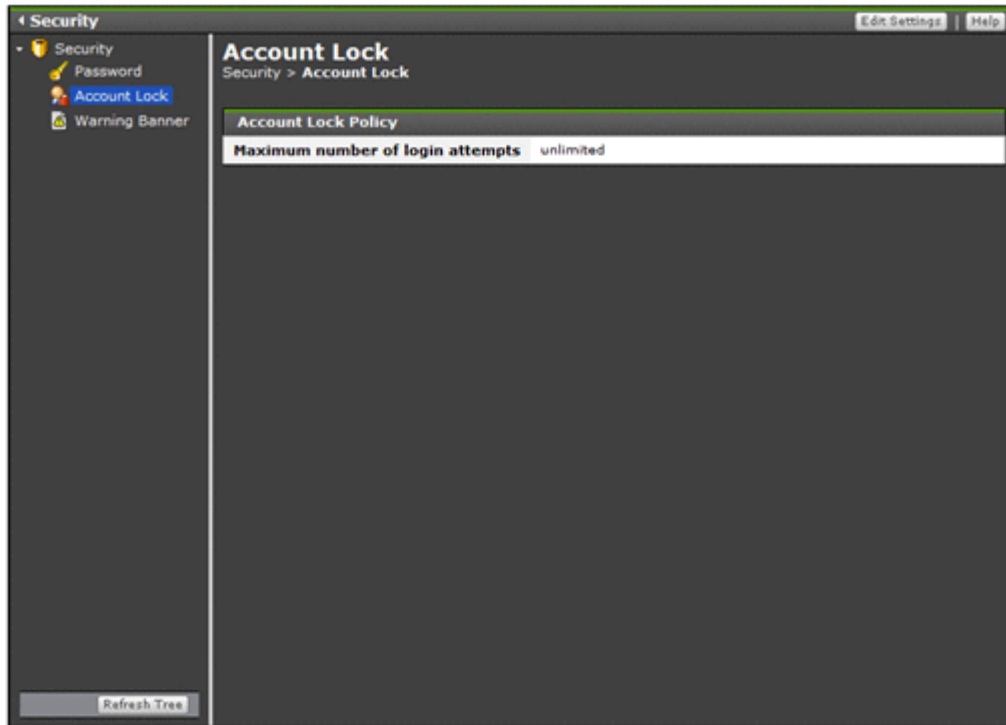 Security
Edit Settings | Help
Security
Password
Account Lock
Warning Banner
Refresh Tree
Account Lock
Security > Account Lock
Account Lock Policy
Maximum number of login attempts unlimited